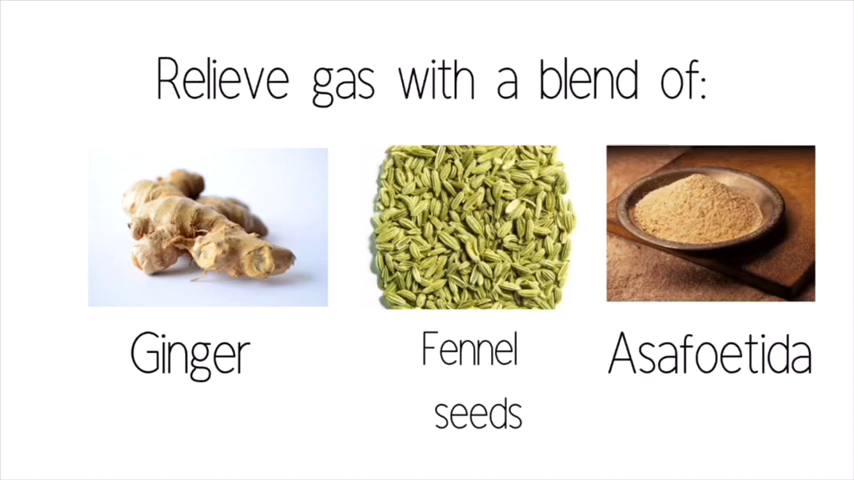 Relieve gas with a blend of:
Ginger
Fennel
seeds
Asafoetida